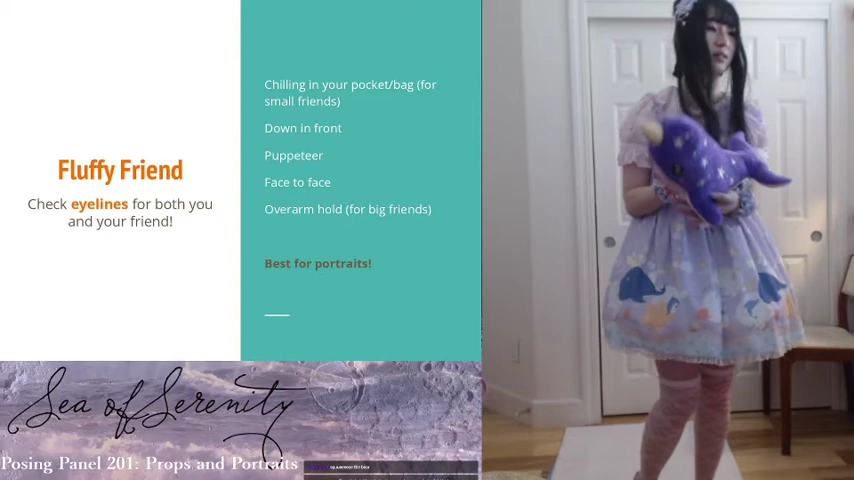 Fluffy Friend
Check eyelines for both you
and your friend!
Chilling in your pocket/bag (for
small friends)
Down in front
Puppeteer
Face to face
Overarm hold (for big friends)
Best for portraits!
Sea of Serenity
Posing Panel 201: Props and Portraits